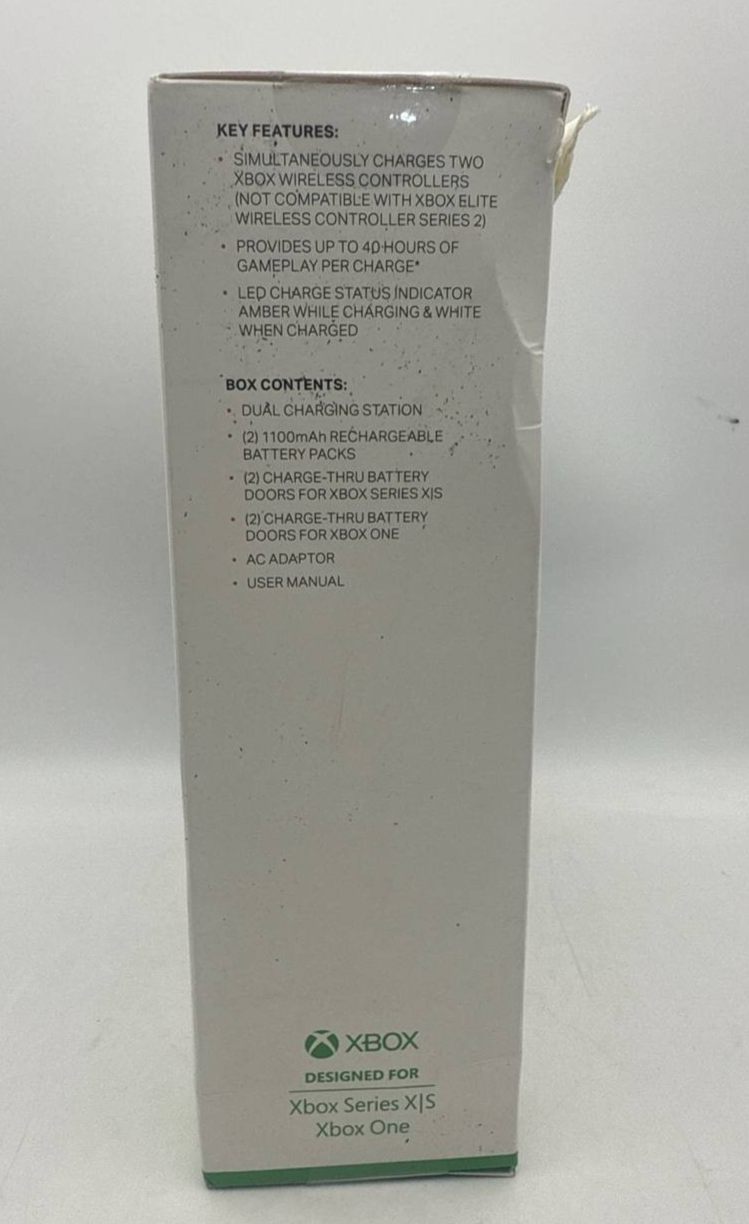 KEY FEATURES:
• SIMULTANEOUSLY CHARGES TWO
XBOX WIRELESS CONTROLLERS
(NOT COMPATIBLE WITH XBOX ELITE
WIRELESS CONTROLLER SERIES 2)
• PROVIDES UP TO 40 HOURS OF
GAMEPLAY PER CHARGE*
• LED CHARGE STATUS INDICATOR
AMBER WHILE CHARGING & WHITE
WHEN CHARGED
BOX CONTENTS:
• DUAL CHARGING STATION
• (2) 1100mAh RECHARGEABLE
BATTERY PACKS
• (2) CHARGE-THRU BATTERY
DOORS FOR XBOX SERIES X|S
• (2) CHARGE-THRU BATTERY
DOORS FOR XBOX ONE
• AC ADAPTOR
• USER MANUAL
XBOX
DESIGNED FOR
Xbox Series X|S
Xbox One